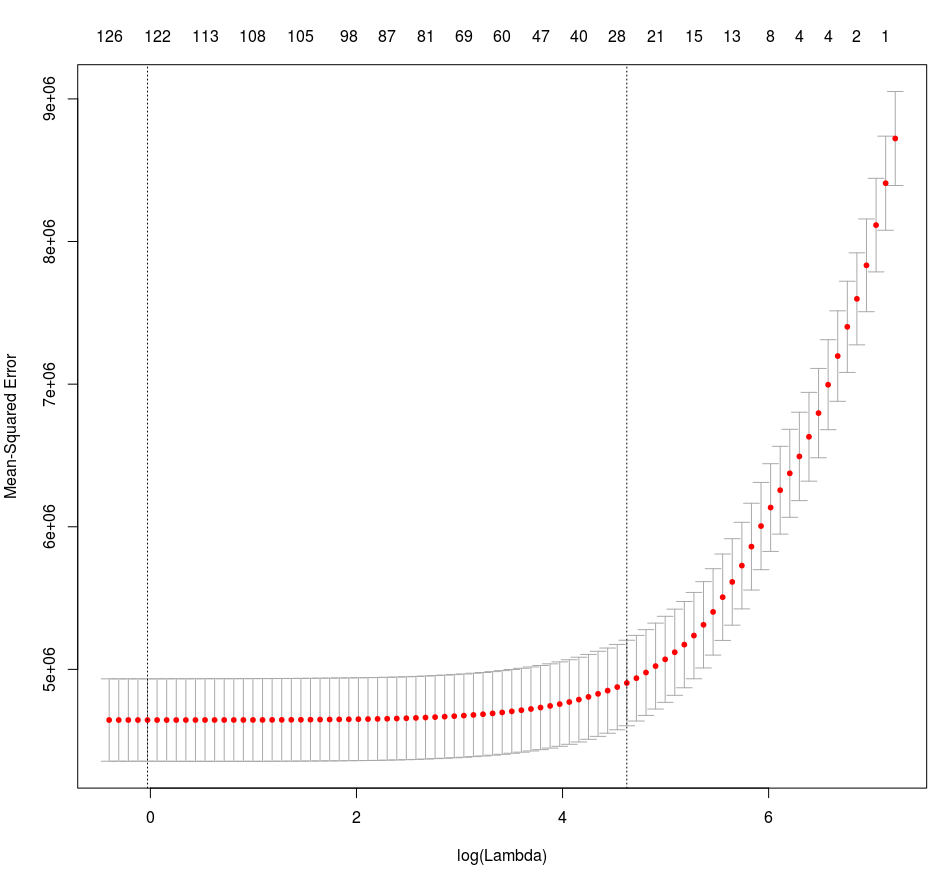 126 122 113 108 105 98 87 81 69 60 47 40 28 21 15 13 8 4 4 2 1
9e+06
8e+06
7e+06
6e+06
5e+06
Mean-Squared Error
0 2 4 6
log(Lambda)